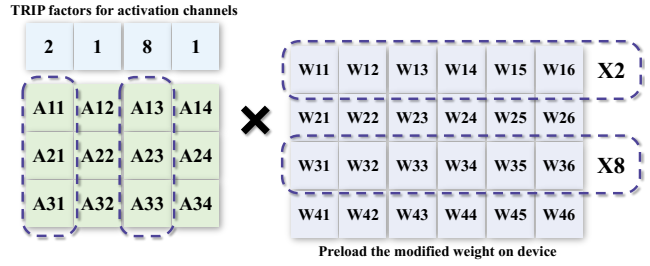 TRIP factors for activation channels
2 1 8 1
A11 A12 A13 A14
A21 A22 A23 A24
A31 A32 A33 A34
×
W11 W12 W13 W14 W15 W16 X2
W21 W22 W23 W24 W25 W26
W31 W32 W33 W34 W35 W36 X8
W41 W42 W43 W44 W45 W46
Preload the modified weight on device